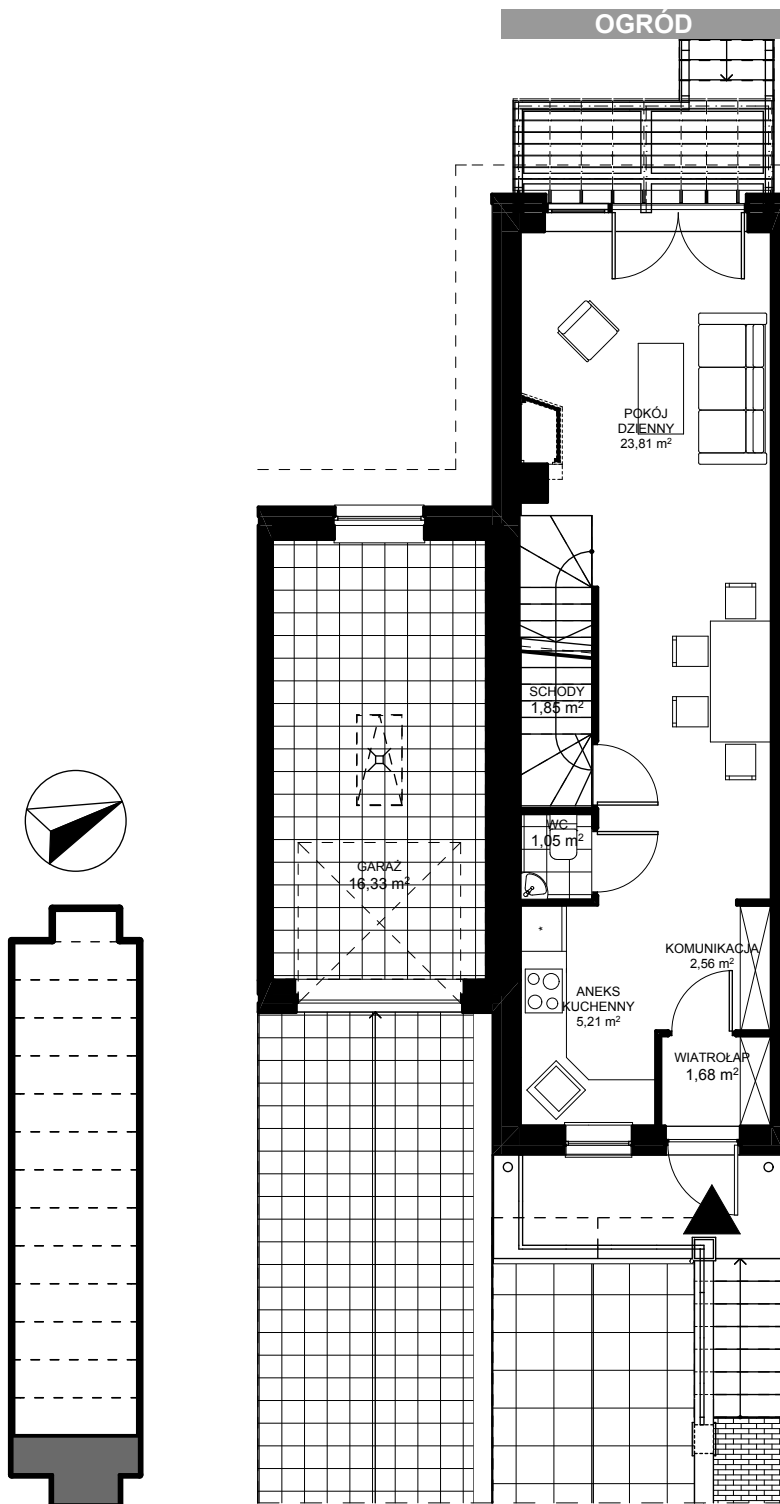 OGRÓD
POKÓJ
DZIENNY
23,81 m²
SCHODY
1,85 m²
WC
1,05 m²
GARAŻ
16,33 m²
KOMUNIKACJA
2,56 m²
ANEKS
KUCHENNY
5,21 m²
WIATROŁAP
1,68 m²